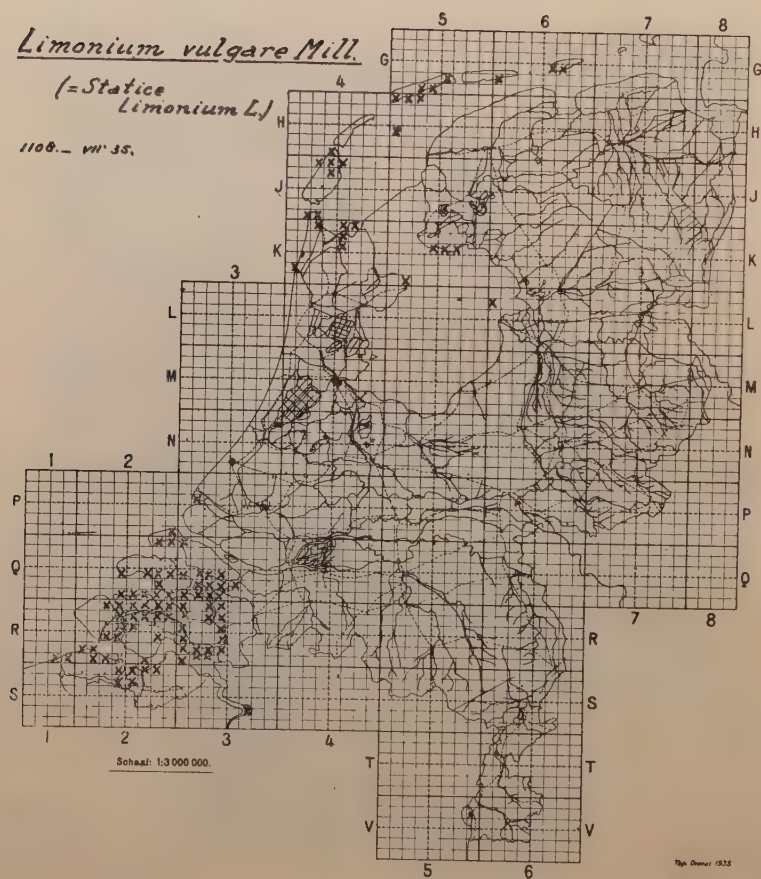 Limonium vulgare Mill.
(= Statice
Limonium L.)
1108._ VII '35.
5 6 7 8
G G
4
H H
J J
K K
3
L L
M M
N N
1 2
P P
Q Q
7 8
R R
S S
1 2 3 4
Schaal: 1:3 000 000.
T T
V V
5 6
1935